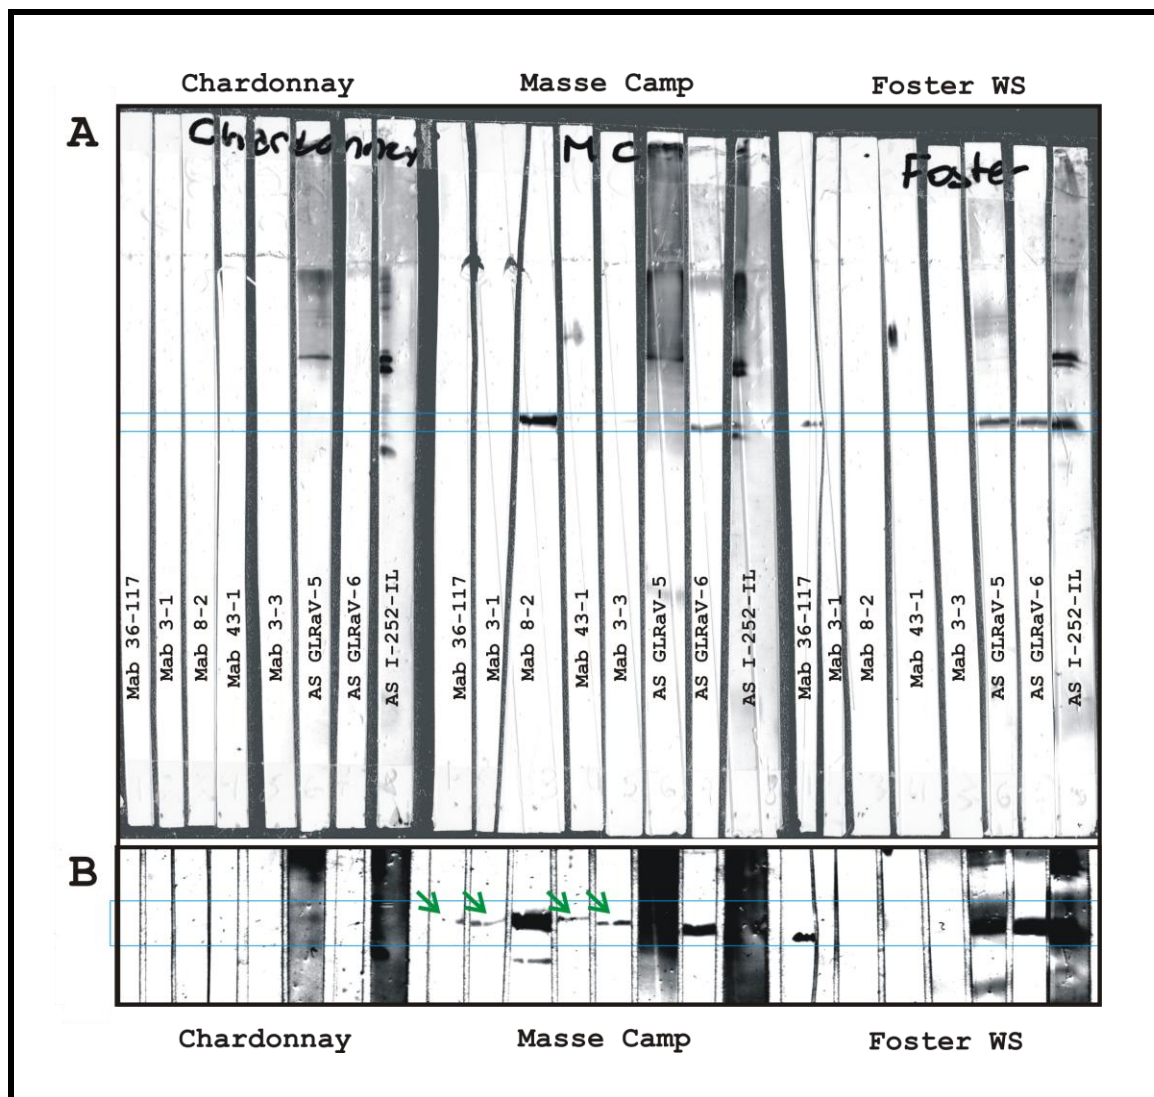 Chardonnay Masse Camp Foster WS
A
Chardonnay M C Foster
Mab 36-117
Mab 3-1
Mab 8-2
Mab 43-1
Mab 3-3
AS GLRaV-5
AS GLRaV-6
AS I-252-IL
Mab 36-117
Mab 3-1
Mab 8-2
Mab 43-1
Mab 3-3
AS GLRaV-5
AS GLRaV-6
AS I-252-IL
Mab 36-117
Mab 3-1
Mab 8-2
Mab 43-1
Mab 3-3
AS GLRaV-5
AS GLRaV-6
AS I-252-IL
B
Chardonnay Masse Camp Foster WS